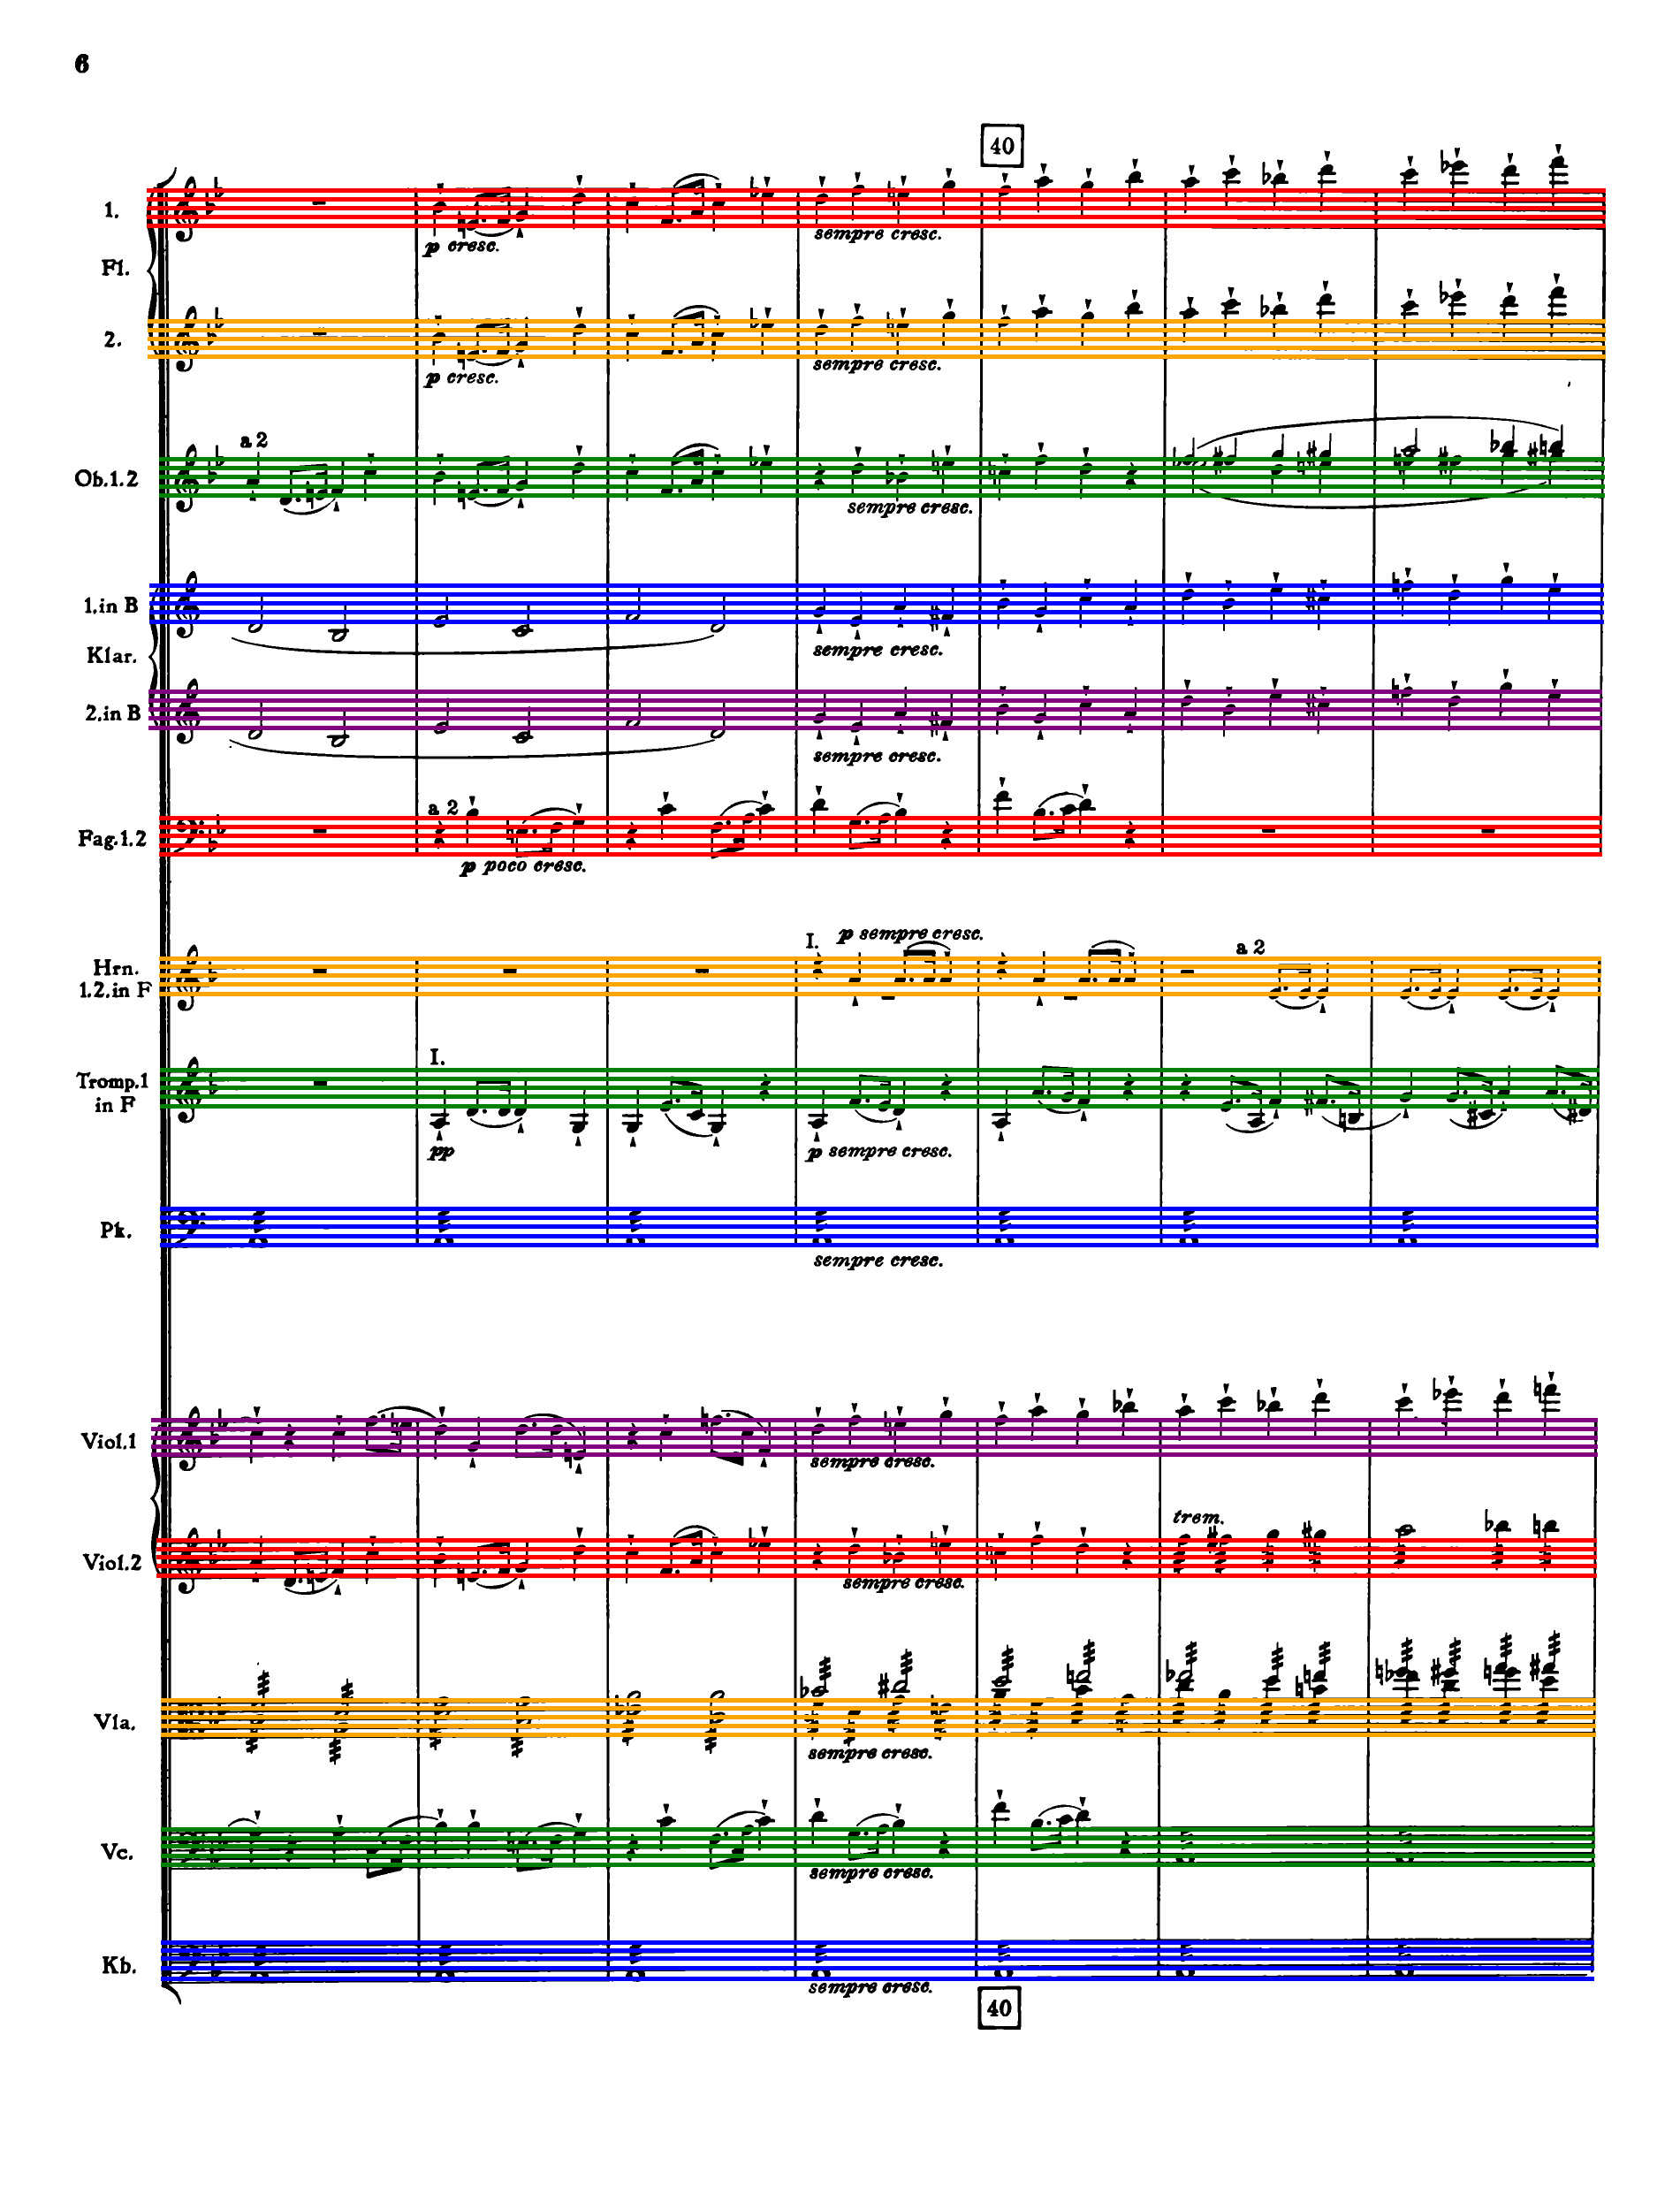 6
40
1.
Fl.
p cresc.
sempre cresc.
2.
p cresc.
sempre cresc.
a 2
Ob.1.2
sempre cresc.
1.in B
sempre cresc.
Klar.
2.in B
sempre cresc.
a 2
Fag.1.2
p poco cresc.
I.
p sempre cresc.
a 2
Hrn.
1.2.in F
I.
Tromp.1
in F
pp
p sempre cresc.
Pk.
sempre cresc.
Viol.1
sempre cresc.
trem.
Viol.2
sempre cresc.
Vla.
sempre cresc.
Vc.
sempre cresc.
Kb.
sempre cresc.
40